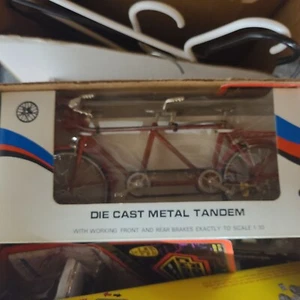 DIE CAST METAL TANDEM
WITH WORKING FRONT AND REAR BRAKES EXACTLY TO SCALE 1:10